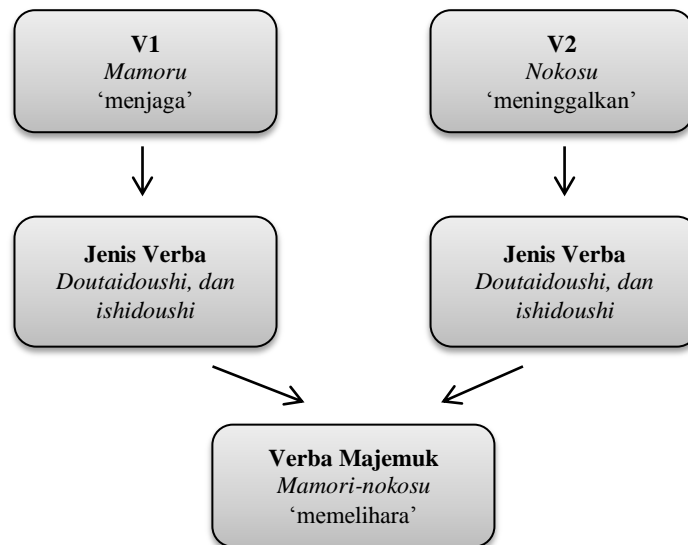 V1
Mamoru
‘menjaga’
V2
Nokosu
‘meninggalkan’
Jenis Verba
Doutaidoushi, dan
ishidoushi
Jenis Verba
Doutaidoushi, dan
ishidoushi
Verba Majemuk
Mamori-nokosu
‘memelihara’